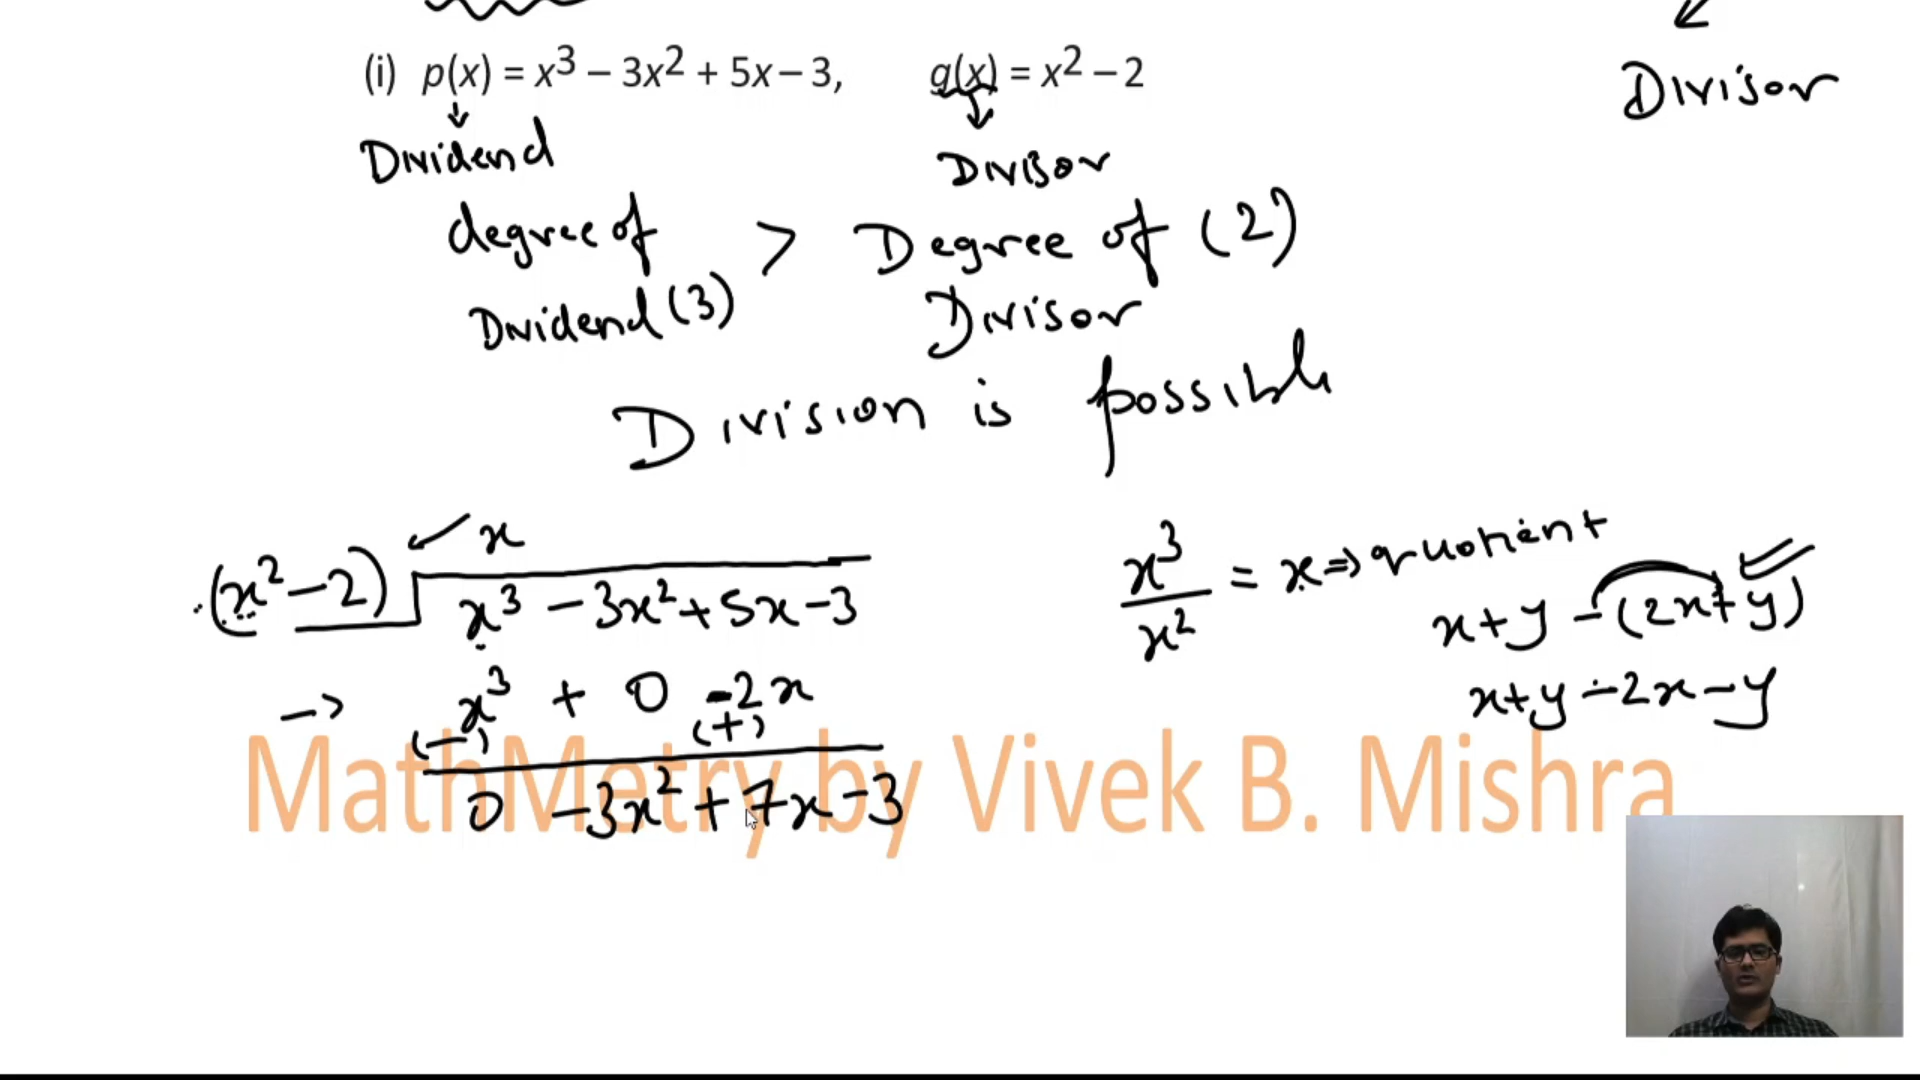 (i) p(x) = x³ – 3x² + 5x – 3, g(x) = x² – 2
Divisor
Dividend
Divisor
degree of > Degree of (2)
Dividend (3) Divisor
Division is possible
x
(x² – 2) x³ – 3x² + 5x – 3
x³/x² = x ⇒ quotient
x + y – (2x + y)
→ x³ + 0 – 2x
x + y – 2x – y
(–) (+)
0 – 3x² + 7x – 3
MathMetry by Vivek B. Mishra